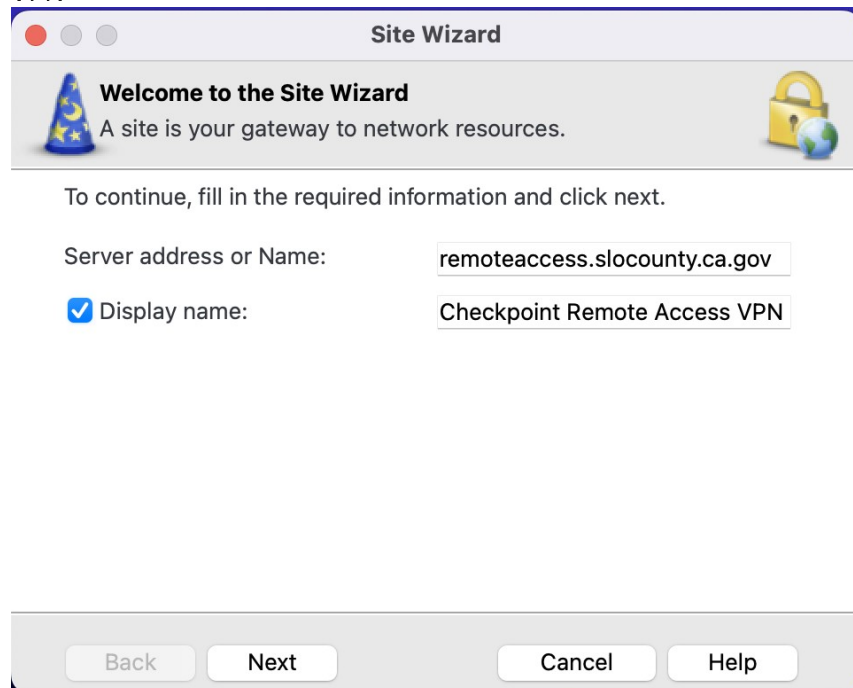 Site Wizard
Welcome to the Site Wizard
A site is your gateway to network resources.
To continue, fill in the required information and click next.
Server address or Name: remoteaccess.slocounty.ca.gov
Display name: Checkpoint Remote Access VPN
Back Next Cancel Help